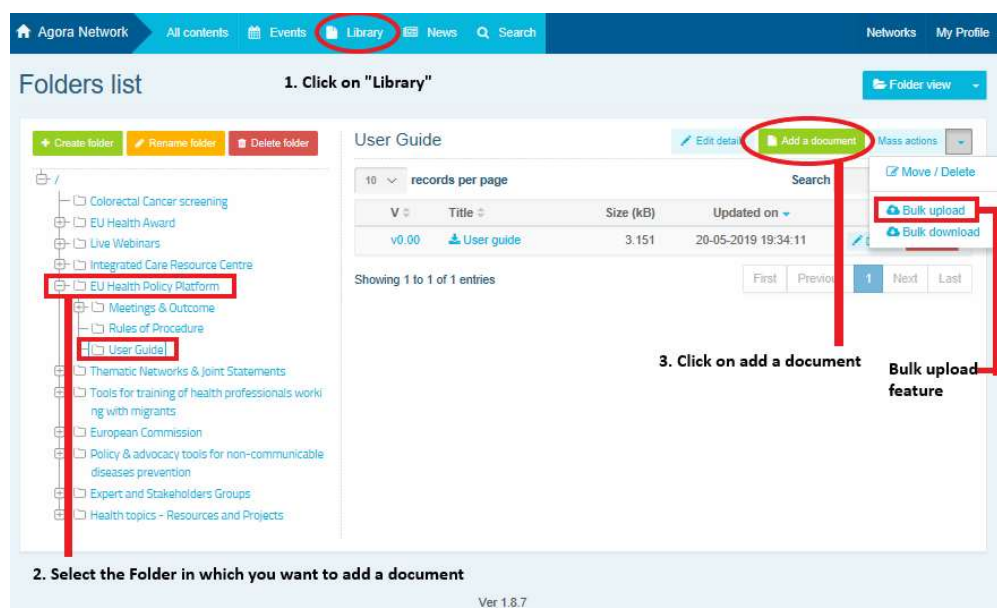 Agora Network All contents Events Library News Search Networks My Profile
Folders list
1. Click on "Library"
Folder view
Create folder Rename folder Delete folder
User Guide
Edit detail Add a document Mass actions
Move / Delete
Bulk upload
Bulk download
10 records per page
Search
V Title Size (kB) Updated on
v0.00 User guide 3.151 20-05-2019 19:34:11
Showing 1 to 1 of 1 entries
First Previou 1 Next Last
/
Colorectal Cancer screening
EU Health Award
Live Webinars
Integrated Care Resource Centre
EU Health Policy Platform
Meetings & Outcome
Rules of Procedure
User Guide
Thematic Networks & Joint Statements
Tools for training of health professionals worki
ng with migrants
European Commission
Policy & advocacy tools for non-communicable
diseases prevention
Expert and Stakeholders Groups
Health topics - Resources and Projects
3. Click on add a document
Bulk upload
feature
2. Select the Folder in which you want to add a document
Ver 1.8.7